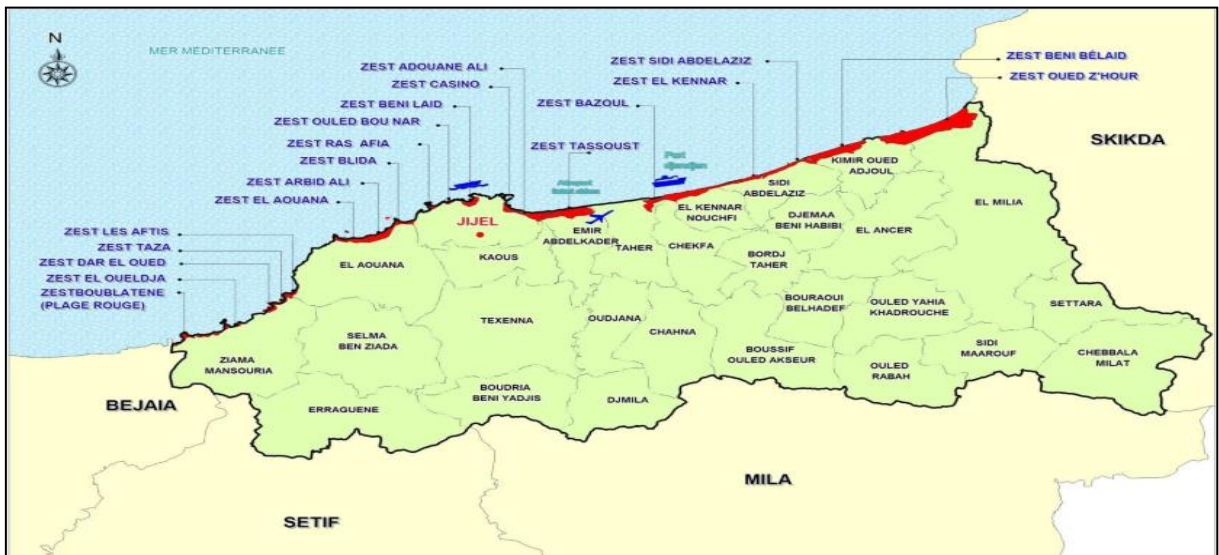 N
MER MÉDITERRANEE
ZEST ADOUANE ALI
ZEST CASINO
ZEST BENI LAID
ZEST OULED BOU NAR
ZEST RAS AFIA
ZEST BLIDA
ZEST ARBID ALI
ZEST EL AOUANA
ZEST LES AFTIS
ZEST TAZA
ZEST DAR EL OUED
ZEST EL OUELDJA
ZESTBOUBLATENE
(PLAGE ROUGE)
ZEST SIDI ABDELAZIZ
ZEST EL KENNAR
ZEST BAZOUL
ZEST TASSOUST
ZEST BENI BÉLAID
ZEST OUED Z'HOUR
Port
djendjen
SKIKDA
KIMIR OUED
ADJOUL
SIDI
ABDELAZIZ
EL KENNAR
NOUCHFI
DJEMAA
BENI HABIBI
EL ANCER
EL MILIA
JIJEL
KAOUS
EMIR
ABDELKADER
TAHER
CHEKFA
BORDJ
TAHER
EL AOUANA
SELMA
BEN ZIADA
TEXENNA
OUDJANA
CHAHNA
BOURAOUI
BELHADEF
OULED YAHIA
KHADROUCHE
SETTARA
ZIAMA
MANSOURIA
BOUSSIF
OULED AKSEUR
SIDI
MAAROUF
CHEBBALA
MILAT
OULED
RABAH
ERRAGUENE
BOUDRIA
BENI YADJIS
DJMILA
BEJAIA
MILA
SETIF